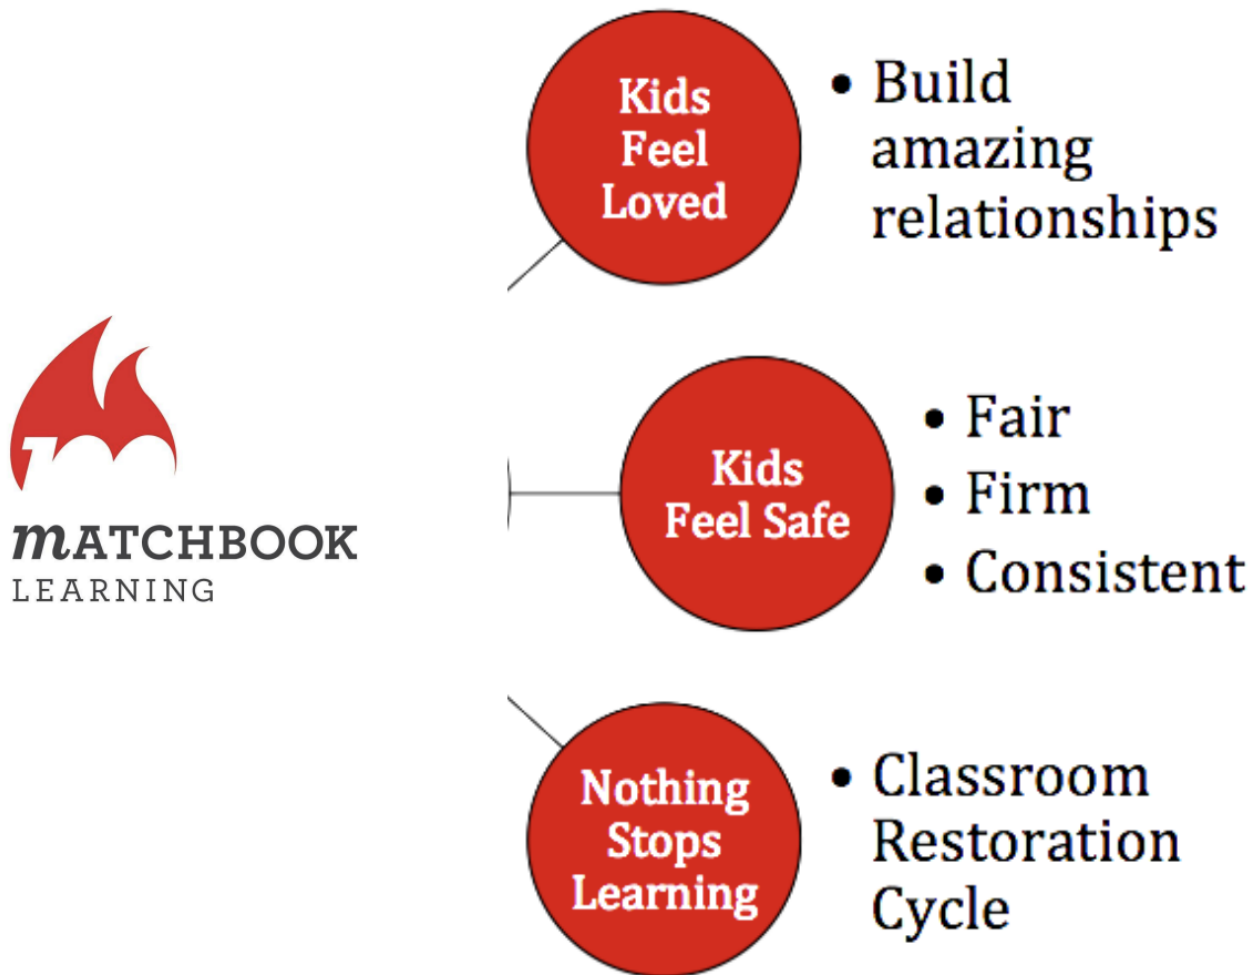 Kids
Feel
Loved
• Build
amazing
relationships
mATCHBOOK
LEARNING
Kids
Feel Safe
• Fair
• Firm
• Consistent
Nothing
Stops
Learning
• Classroom
Restoration
Cycle